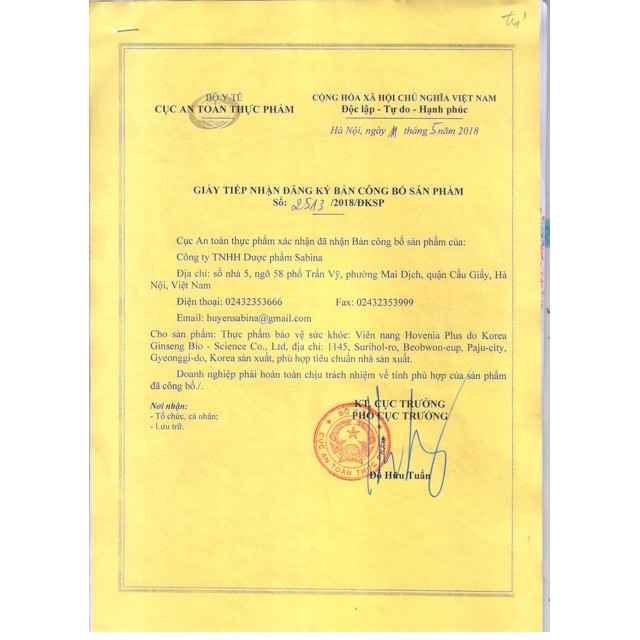 trı'
BỘ Y TẾ
CỤC AN TOÀN THỰC PHẨM
CỘNG HÒA XÃ HỘI CHỦ NGHĨA VIỆT NAM
Độc lập - Tự do - Hạnh phúc
Hà Nội, ngày 11 tháng 5 năm 2018
GIẤY TIẾP NHẬN ĐĂNG KÝ BẢN CÔNG BỐ SẢN PHẨM
Số: 2513 /2018/ĐKSP
Cục An toàn thực phẩm xác nhận đã nhận Bản công bố sản phẩm của:
Công ty TNHH Dược phẩm Sabina
Địa chỉ: số nhà 5, ngõ 58 phố Trần Vỹ, phường Mai Dịch, quận Cầu Giấy, Hà
Nội, Việt Nam
Điện thoại: 02432353666 Fax: 02432353999
Email: huyensabina@gmail.com
Cho sản phẩm: Thực phẩm bảo vệ sức khỏe: Viên nang Hovenia Plus do Korea
Ginseng Bio - Science Co., Ltd, địa chỉ: 1145, Surihol-ro, Beobwon-eup, Paju-city,
Gyeonggi-do, Korea sản xuất, phù hợp tiêu chuẩn nhà sản xuất.
Doanh nghiệp phải hoàn toàn chịu trách nhiệm về tính phù hợp của sản phẩm
đã công bố./.
Nơi nhận:
- Tổ chức, cá nhân;
- Lưu trữ.
KT. CỤC TRƯỞNG
PHÓ CỤC TRƯỞNG
CỤC AN TOÀN THỰC PHẨM
Đỗ Hữu Tuấn